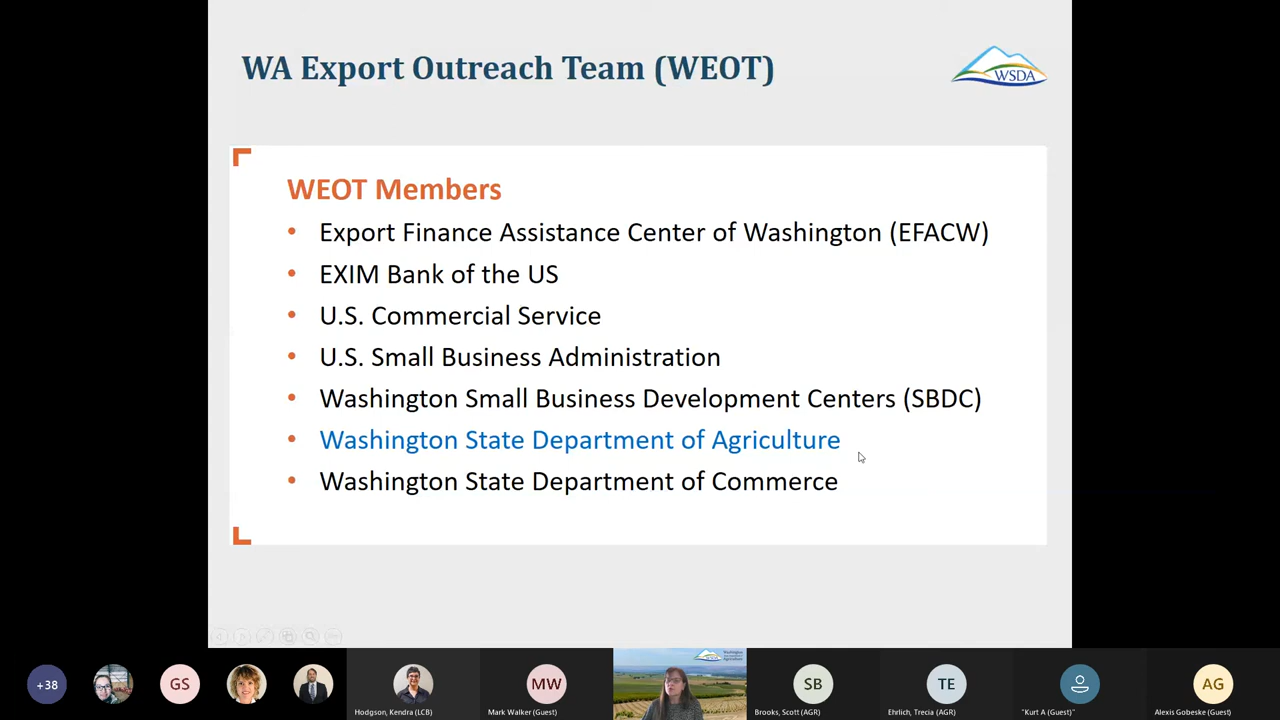 WA Export Outreach Team (WEOT)
WSDA
WEOT Members
• Export Finance Assistance Center of Washington (EFACW)
• EXIM Bank of the US
• U.S. Commercial Service
• U.S. Small Business Administration
• Washington Small Business Development Centers (SBDC)
• Washington State Department of Agriculture
• Washington State Department of Commerce
+38
GS
MW
SB
TE
AG
WSDA
Hodgson, Kendra (LCB)
Mark Walker (Guest)
Brooks, Scott (AGR)
Ehrlich, Trecia (AGR)
"Kurt A (Guest)"
Alexis Gobeske (Guest)